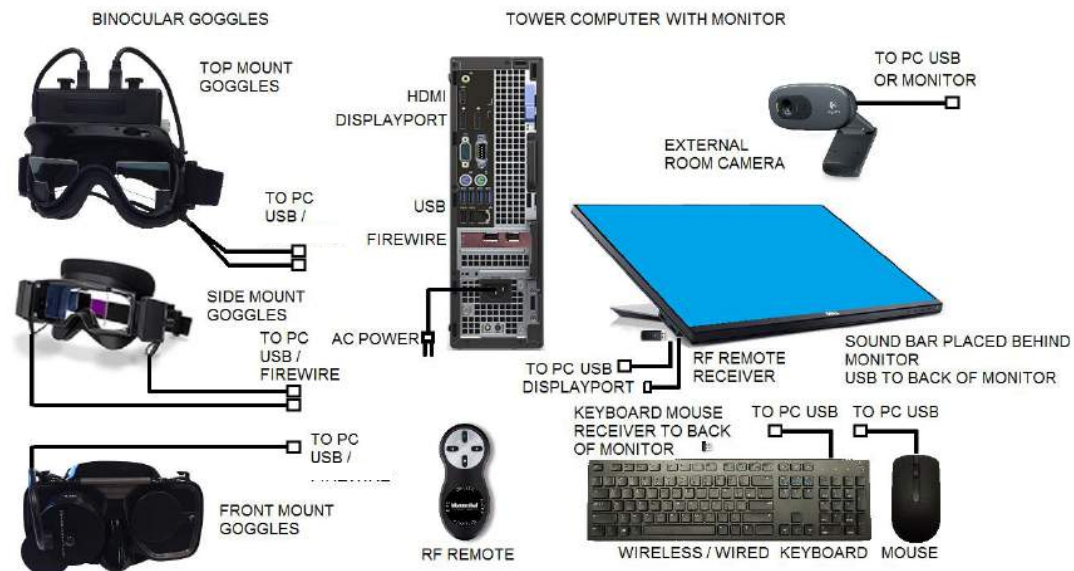 BINOCULAR GOGGLES
TOWER COMPUTER WITH MONITOR
TOP MOUNT
GOGGLES
TO PC
USB /
SIDE MOUNT
GOGGLES
TO PC
USB /
FIREWIRE
TO PC
USB /
FRONT MOUNT
GOGGLES
HDMI
DISPLAYPORT
USB
FIREWIRE
AC POWER
TO PC USB
OR MONITOR
EXTERNAL
ROOM CAMERA
TO PC USB
DISPLAYPORT
RF REMOTE
RECEIVER
SOUND BAR PLACED BEHIND
MONITOR
USB TO BACK OF MONITOR
KEYBOARD MOUSE
RECEIVER TO BACK
OF MONITOR
TO PC USB
TO PC USB
RF REMOTE
WIRELESS / WIRED KEYBOARD
MOUSE